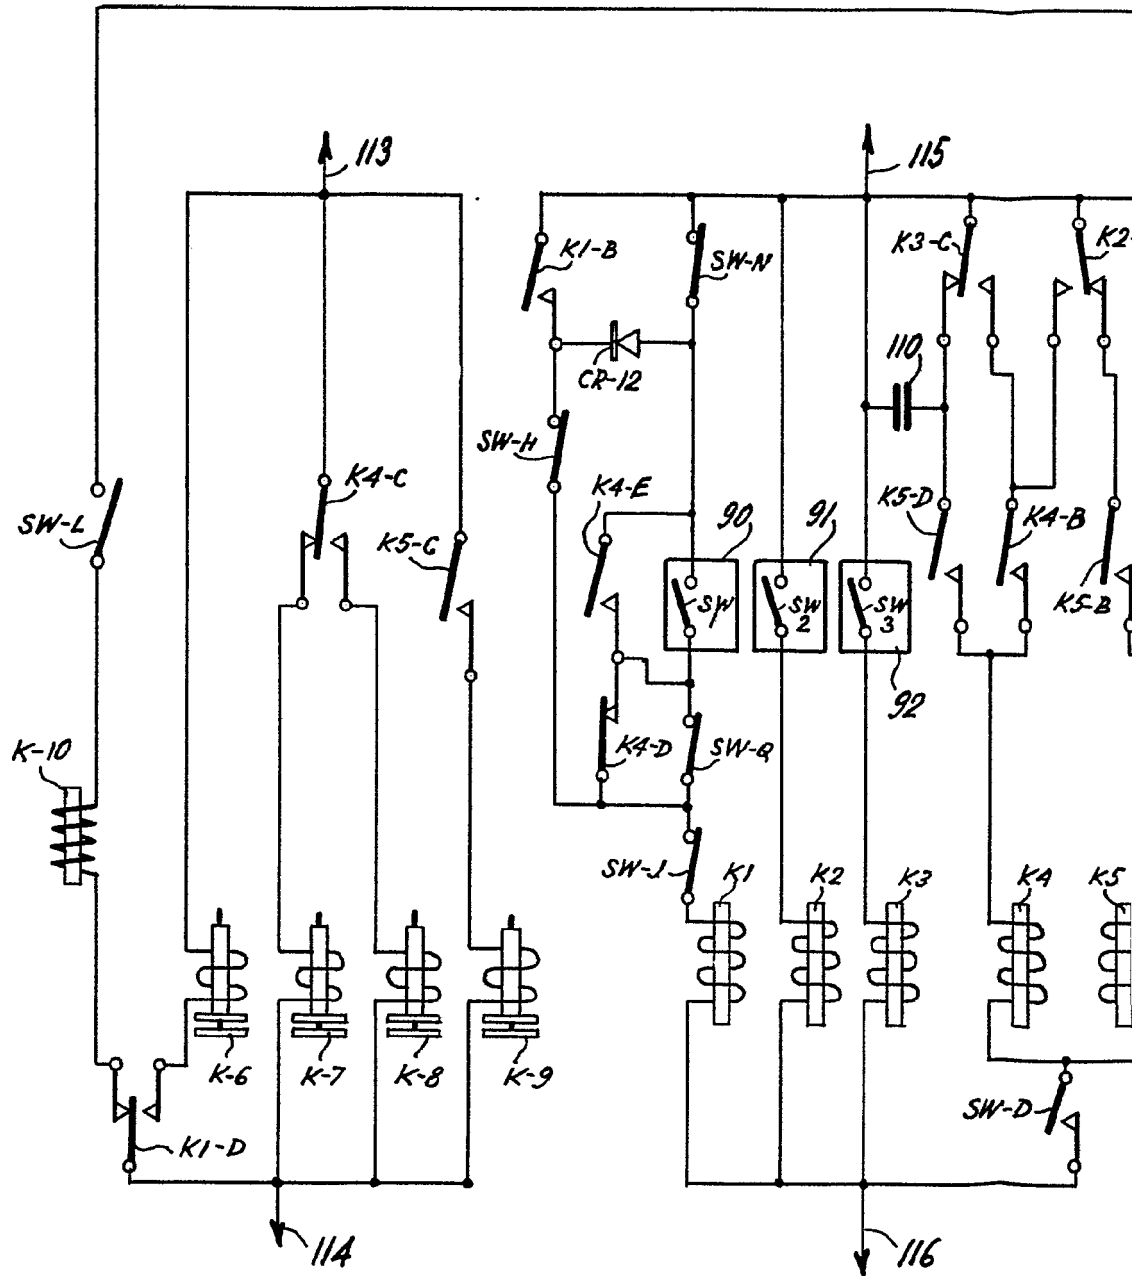 113
115
K1-B
SW-N
K3-C
K2-
110
CR-12
SW-H
K4-C
K4-E
90
91
K5-D
K4-B
SW-L
K5-C
SW
1
SW
2
SW
3
K5-B
92
K-10
K4-D
SW-Q
SW-J
K1
K2
K3
K4
K5
K-6
K-7
K-8
K-9
SW-D
K1-D
114
116